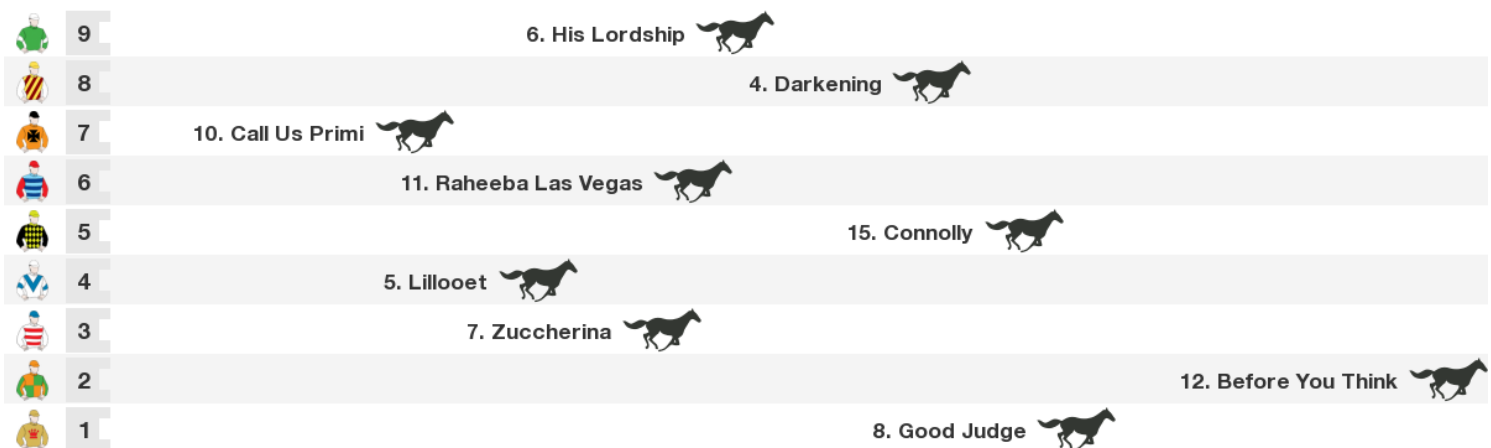 9 6. His Lordship
8 4. Darkening
7 10. Call Us Primi
6 11. Raheeba Las Vegas
5 15. Connolly
4 5. Lillooet
3 7. Zuccherina
2 12. Before You Think
1 8. Good Judge